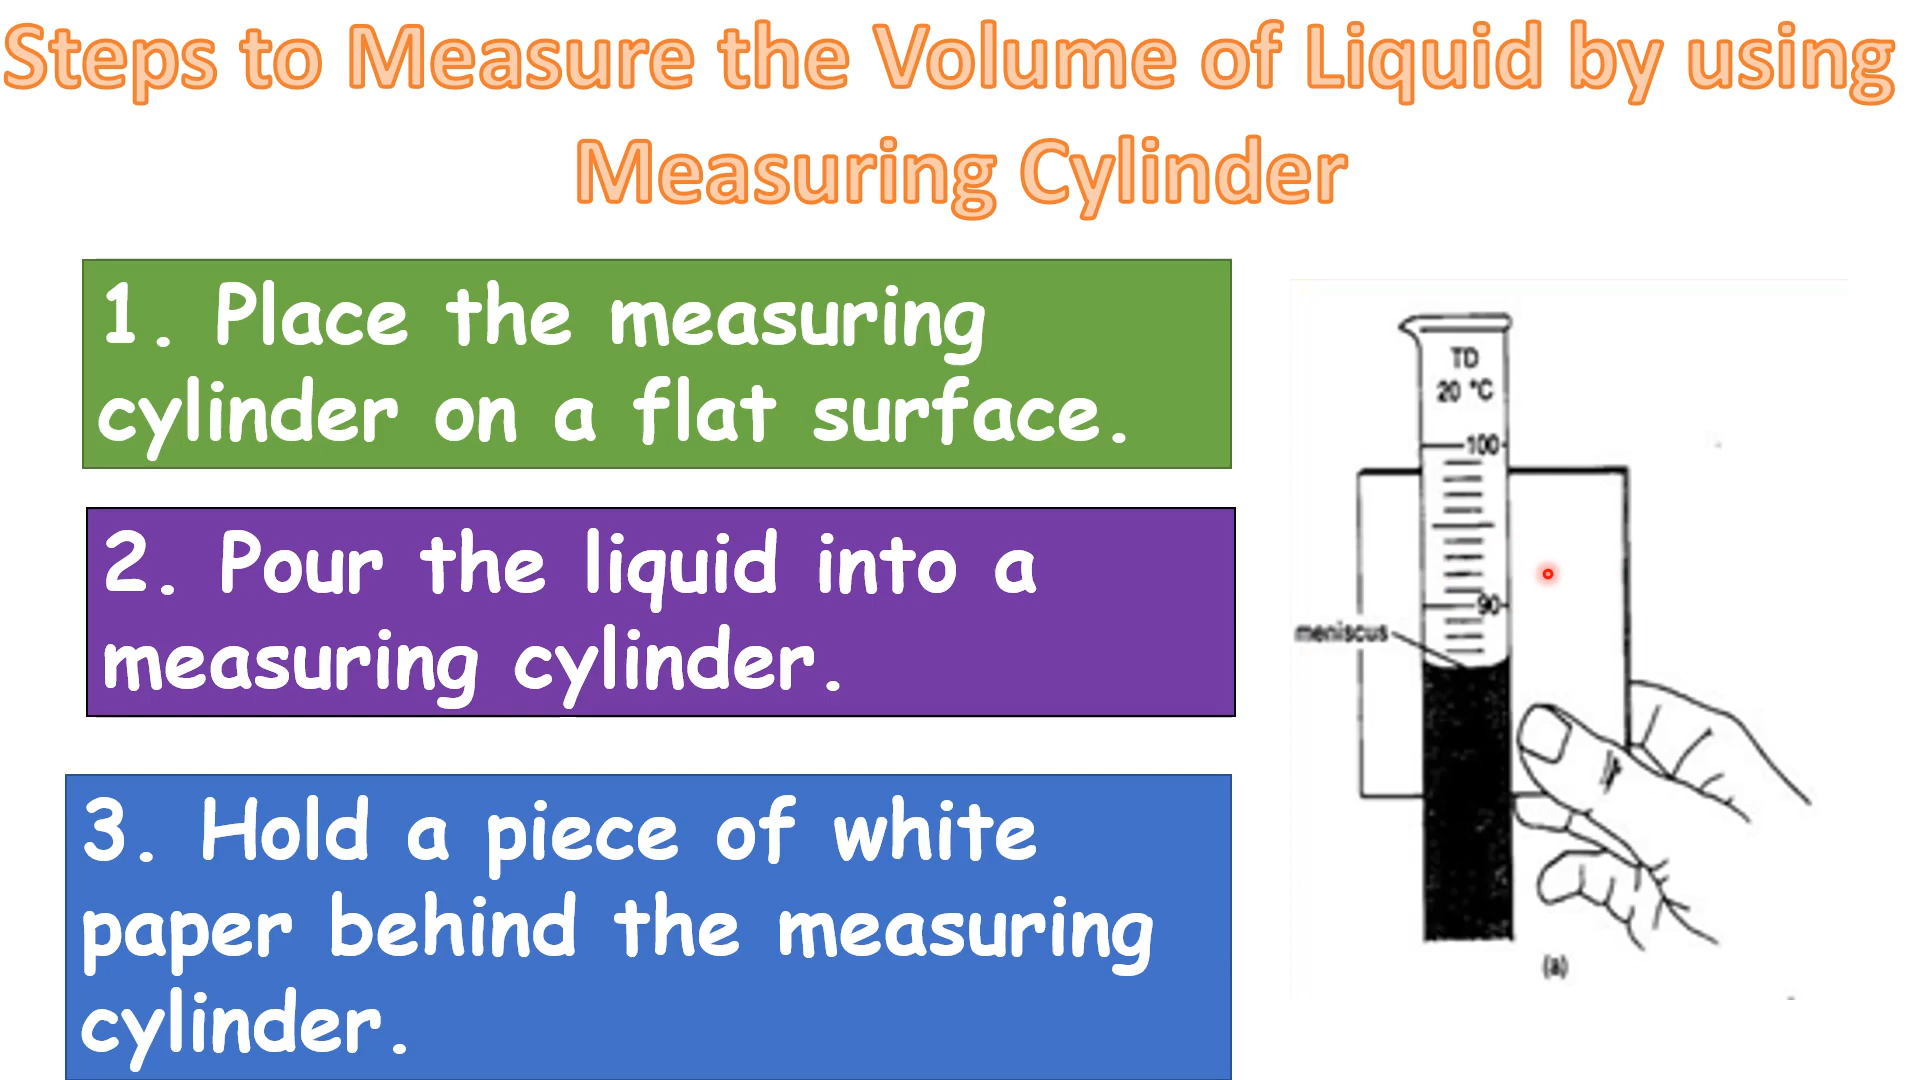 Steps to Measure the Volume of Liquid by using
Measuring Cylinder
1. Place the measuring
cylinder on a flat surface.
2. Pour the liquid into a
measuring cylinder.
3. Hold a piece of white
paper behind the measuring
cylinder.
TD
20 °C
100
90
meniscus
(a)